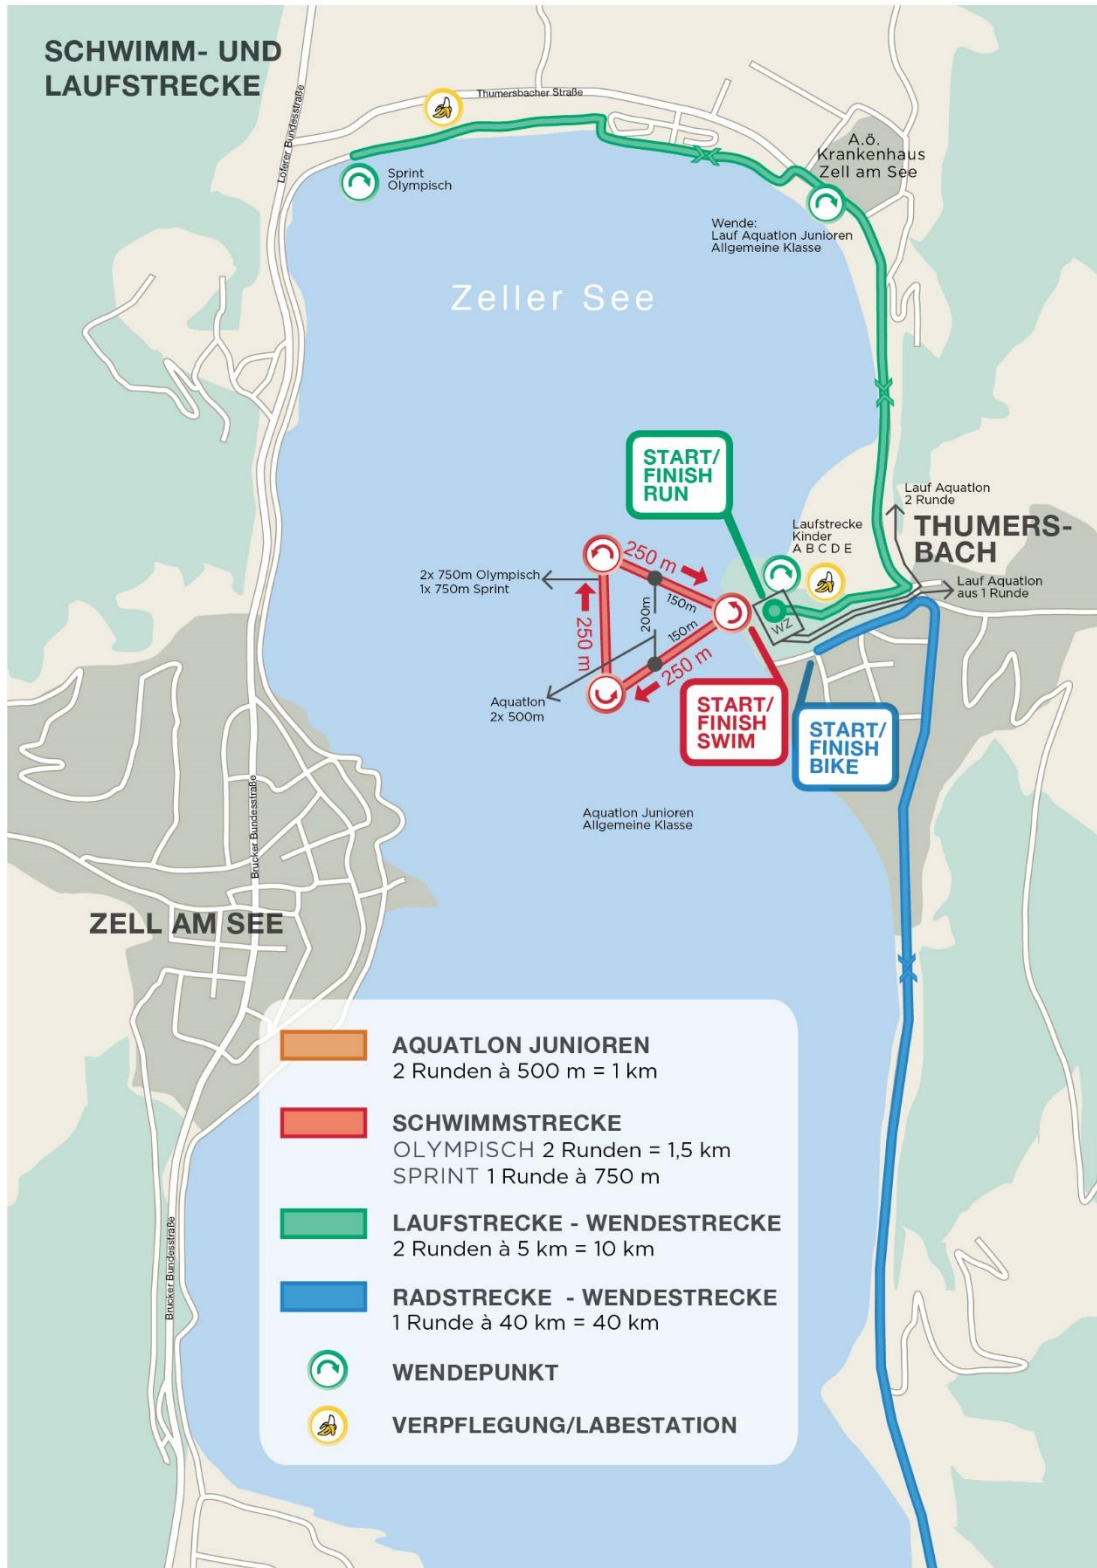 SCHWIMM- UND
LAUFSTRECKE
Loferer Bundesstraße
Thumersbacher Straße
Sprint
Olympisch
A.ö.
Krankenhaus
Zell am See
Wende:
Lauf Aquatlon Junioren
Allgemeine Klasse
Zeller See
START/
FINISH
RUN
Lauf Aquatlon
2 Runde
Laufstrecke
Kinder
A B C D E
THUMERS-
BACH
Lauf Aquatlon
aus 1 Runde
2x 750m Olympisch
1x 750m Sprint
250 m
150m
200m
250 m
150m
250 m
WZ
Aquatlon
2x 500m
START/
FINISH
SWIM
START/
FINISH
BIKE
Aquatlon Junioren
Allgemeine Klasse
Brucker Bundesstraße
ZELL AM SEE
AQUATLON JUNIOREN
2 Runden à 500 m = 1 km
SCHWIMMSTRECKE
OLYMPISCH 2 Runden = 1,5 km
SPRINT 1 Runde à 750 m
LAUFSTRECKE - WENDESTRECKE
2 Runden à 5 km = 10 km
RADSTRECKE - WENDESTRECKE
1 Runde à 40 km = 40 km
WENDEPUNKT
VERPFLEGUNG/LABESTATION
Brucker Bundesstraße